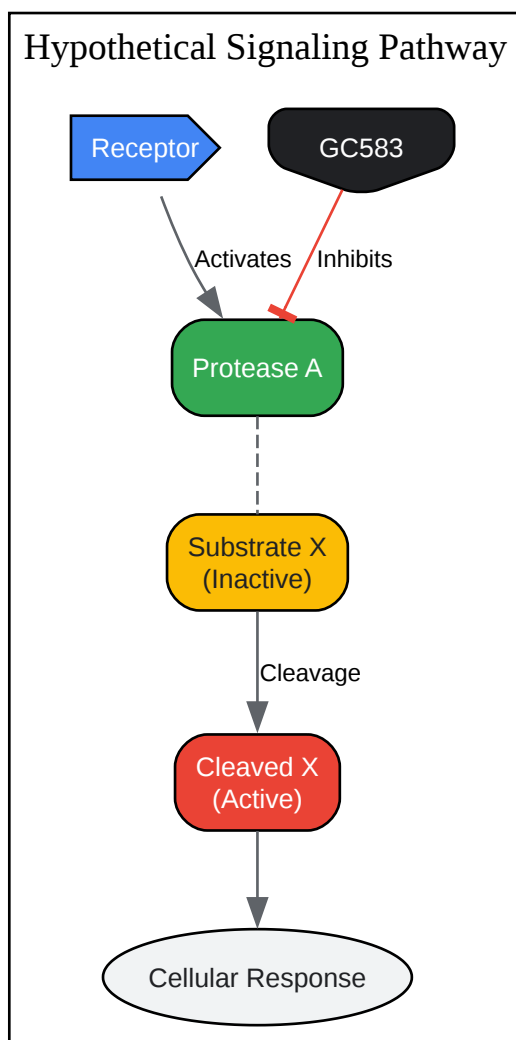 Hypothetical Signaling Pathway
Receptor
GC583
Activates
Inhibits
Protease A
Substrate X
(Inactive)
Cleavage
Cleaved X
(Active)
Cellular Response